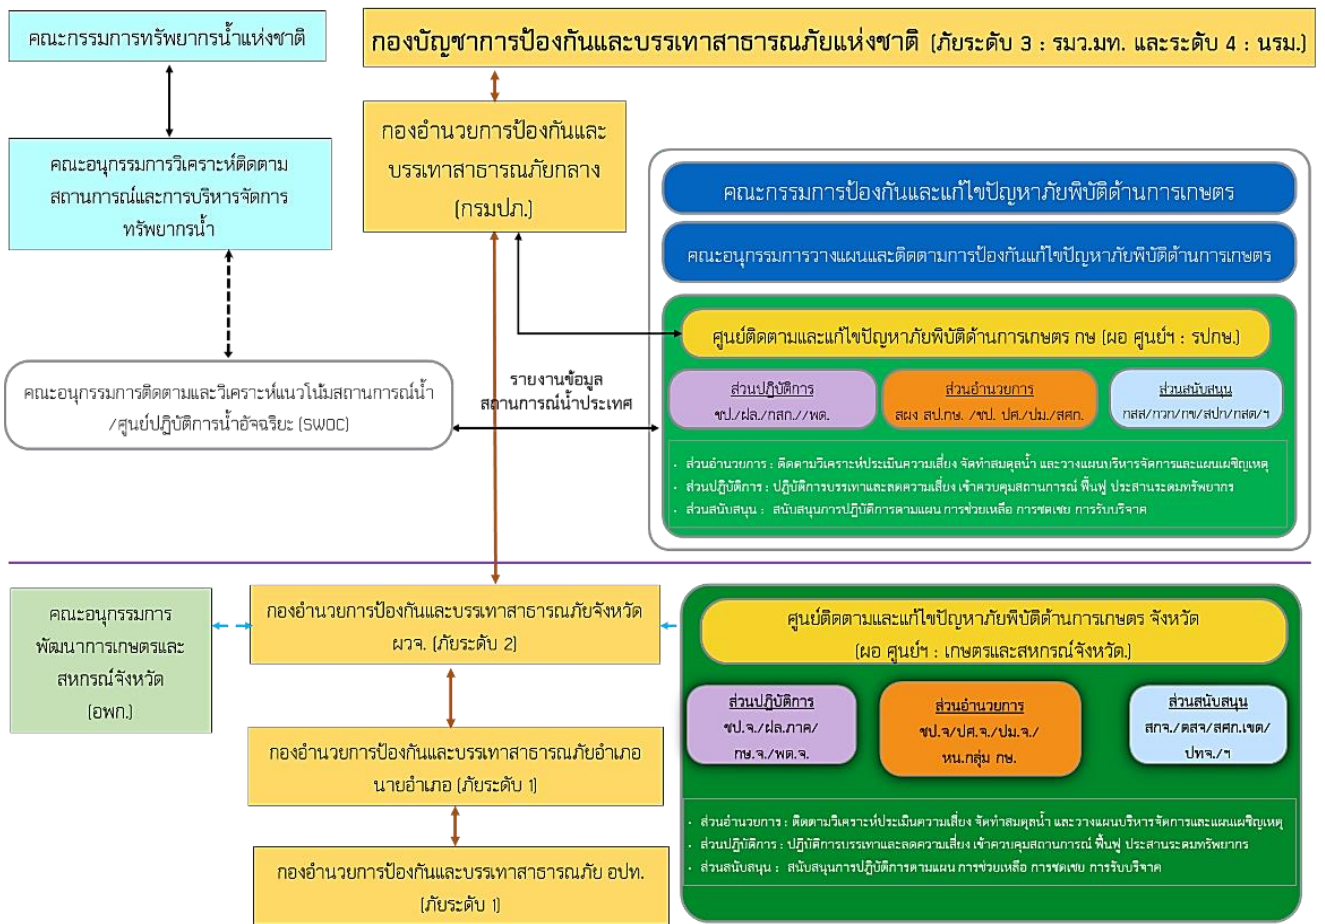 คณะกรรมการทรัพยากรน้ำแห่งชาติ
กองบัญชาการป้องกันและบรรเทาสาธารณภัยแห่งชาติ (ภัยระดับ 3 : รมว.มท. และระดับ 4 : นรม.)
คณะอนุกรรมการวิเคราะห์ติดตาม
สถานการณ์และการบริหารจัดการ
ทรัพยากรน้ำ
กองอำนวยการป้องกันและ
บรรเทาสาธารณภัยกลาง
(กรมปภ.)
คณะกรรมการป้องกันและแก้ไขปัญหาภัยพิบัติด้านการเกษตร
คณะอนุกรรมการวางแผนและติดตามการป้องกันแก้ไขปัญหาภัยพิบัติด้านการเกษตร
ศูนย์ติดตามและแก้ไขปัญหาภัยพิบัติด้านการเกษตร กษ (ผอ ศูนย์ฯ : รปกษ.)
คณะอนุกรรมการติดตามและวิเคราะห์แนวโน้มสถานการณ์น้ำ
/ศูนย์ปฏิบัติการน้ำอัจฉริยะ (SWOC)
รายงานข้อมูล
สถานการณ์น้ำประเทศ
ส่วนปฏิบัติการ
ชป./ฝล./กสก.//พด.
ส่วนอำนวยการ
สผง สป.กษ. /ชป. ปศ./ปม./สศก.
ส่วนสนับสนุน
กสส/กวก/กข/สปก/กสต/ฯ
· ส่วนอำนวยการ : ติดตามวิเคราะห์ประเมินความเสี่ยง จัดทำสมดุลน้ำ และวางแผนบริหารจัดการและแผนเผชิญเหตุ
· ส่วนปฏิบัติการ : ปฏิบัติการบรรเทาและลดความเสี่ยง เข้าควบคุมสถานการณ์ ฟื้นฟู ประสานระดมทรัพยากร
· ส่วนสนับสนุน : สนับสนุนการปฏิบัติการตามแผน การช่วยเหลือ การชดเชย การรับบริจาค
คณะอนุกรรมการ
พัฒนาการเกษตรและ
สหกรณ์จังหวัด
(อพก.)
กองอำนวยการป้องกันและบรรเทาสาธารณภัยจังหวัด
ผวจ. (ภัยระดับ 2)
กองอำนวยการป้องกันและบรรเทาสาธารณภัยอำเภอ
นายอำเภอ (ภัยระดับ 1)
กองอำนวยการป้องกันและบรรเทาสาธารณภัย อปท.
(ภัยระดับ 1)
ศูนย์ติดตามและแก้ไขปัญหาภัยพิบัติด้านการเกษตร จังหวัด
(ผอ ศูนย์ฯ : เกษตรและสหกรณ์จังหวัด.)
ส่วนปฏิบัติการ
ชป.จ./ฝล.ภาค/
กษ.จ./พด.จ.
ส่วนอำนวยการ
ชป.จ/ปศ.จ./ปม.จ./
หน.กลุ่ม กษ.
ส่วนสนับสนุน
สกจ./ตสจ/สศก.เขต/
ปทจ./ฯ
· ส่วนอำนวยการ : ติดตามวิเคราะห์ประเมินความเสี่ยง จัดทำสมดุลน้ำ และวางแผนบริหารจัดการและแผนเผชิญเหตุ
· ส่วนปฏิบัติการ : ปฏิบัติการบรรเทาและลดความเสี่ยง เข้าควบคุมสถานการณ์ ฟื้นฟู ประสานระดมทรัพยากร
· ส่วนสนับสนุน : สนับสนุนการปฏิบัติการตามแผน การช่วยเหลือ การชดเชย การรับบริจาค